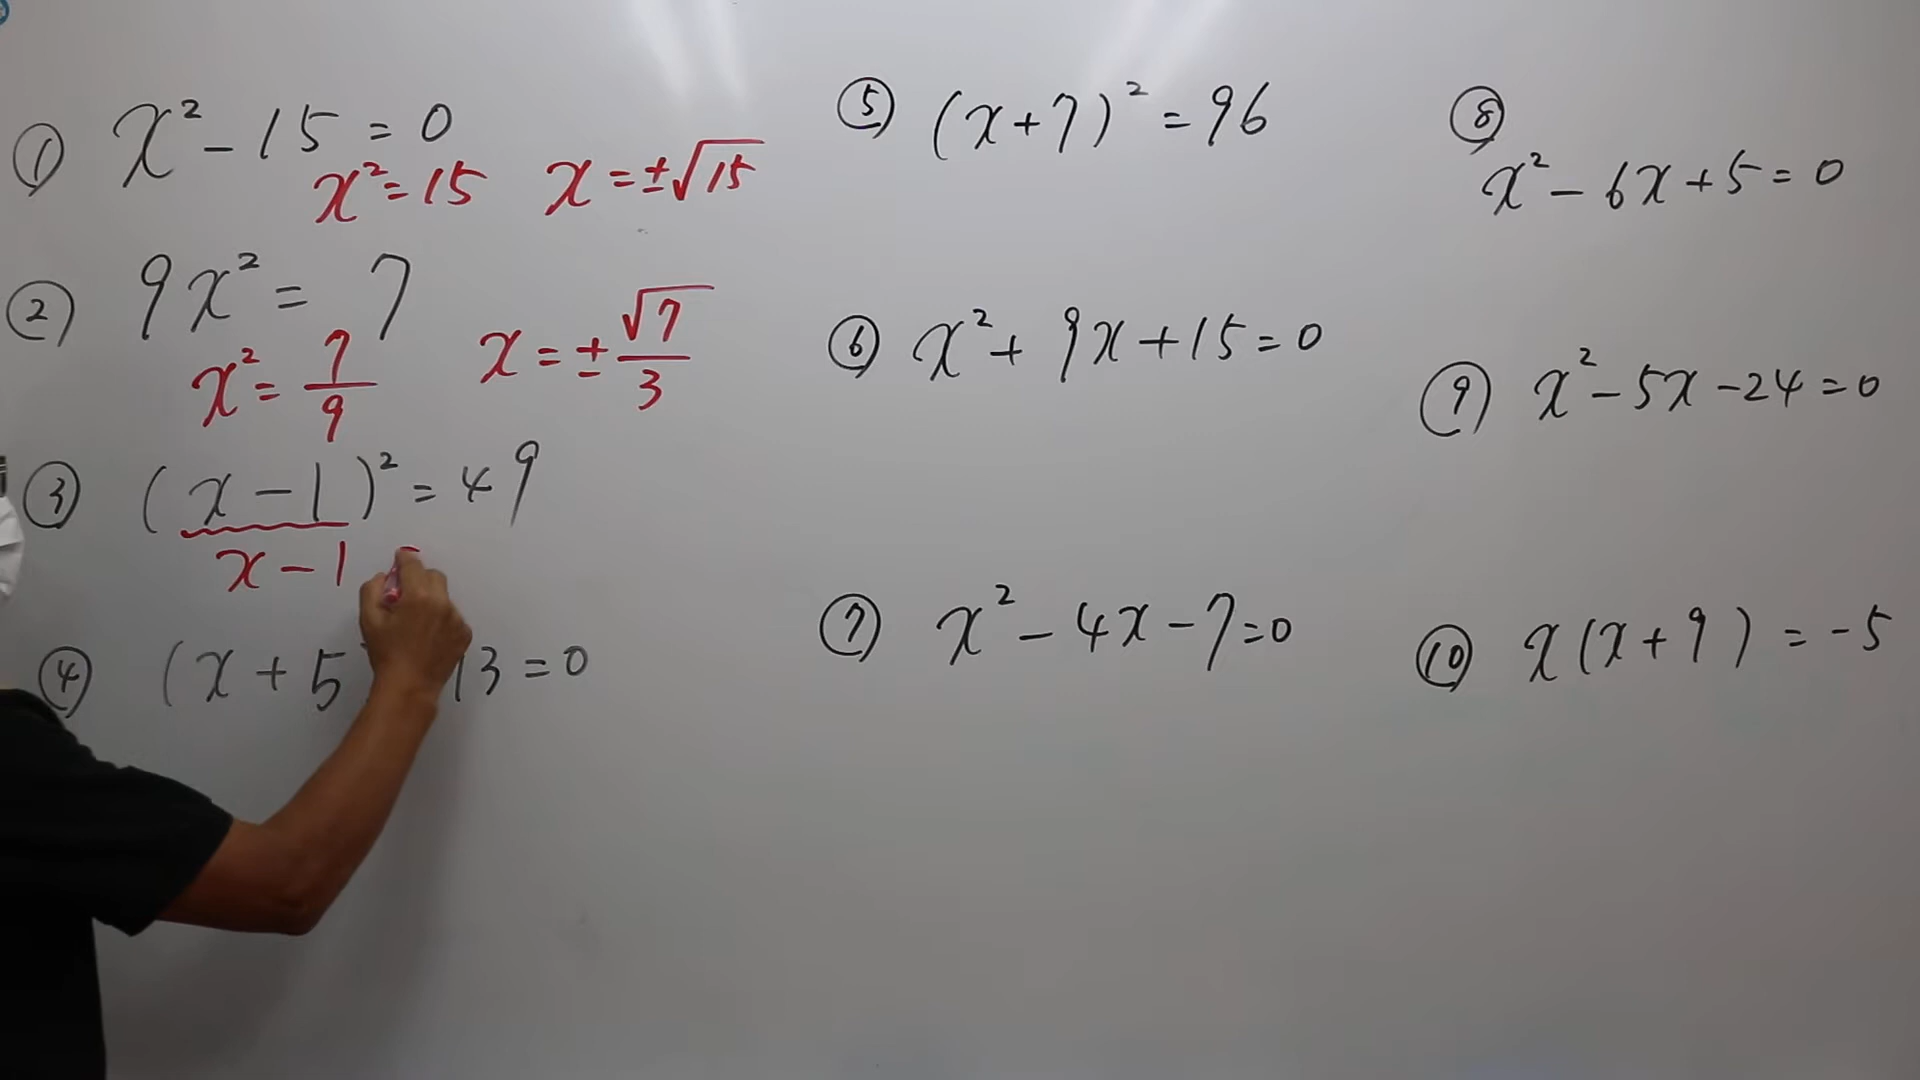 ① x² - 15 = 0
x² = 15 x = ±√15
② 9x² = 7
x² = 7/9 x = ±√7/3
③ (x - 1)² = 49
x - 1
④ (x + 5 13 = 0
⑤ (x + 7)² = 96
⑥ x² + 9x + 15 = 0
⑦ x² - 4x - 7 = 0
⑧
x² - 6x + 5 = 0
⑨ x² - 5x - 24 = 0
⑩ x(x + 9) = -5